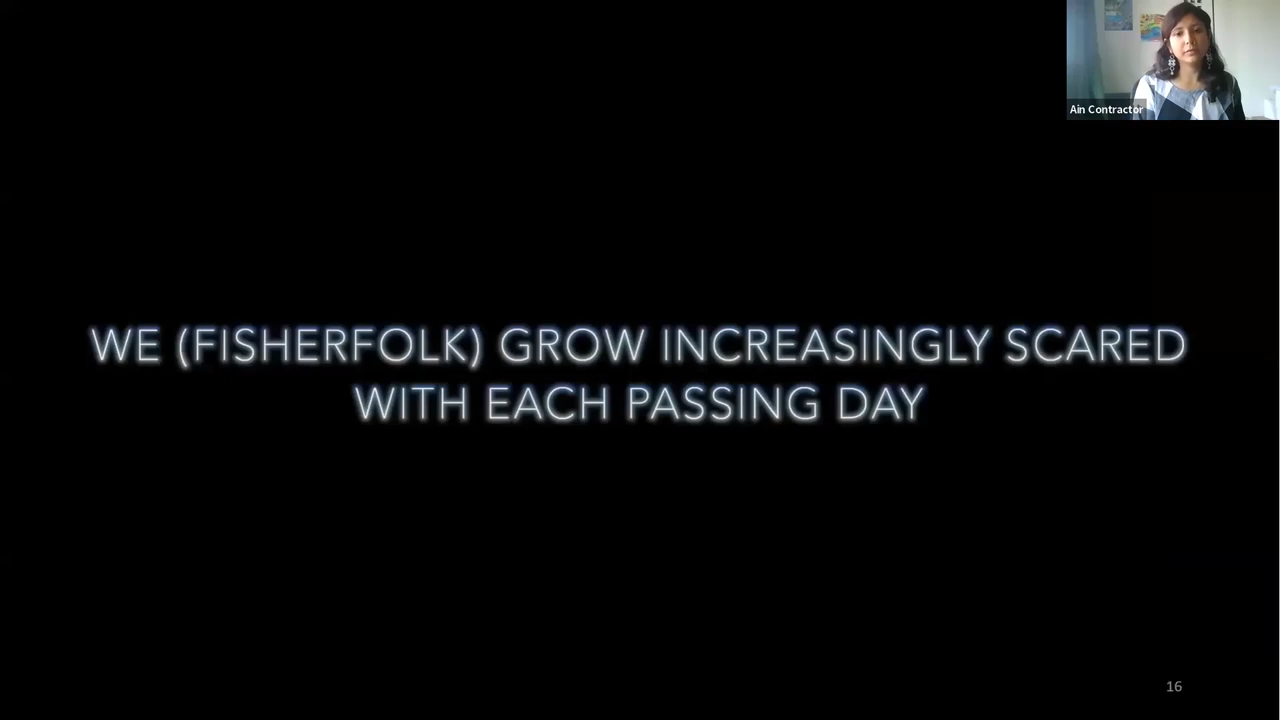 Ain Contractor
WE (FISHERFOLK) GROW INCREASINGLY SCARED
WITH EACH PASSING DAY
16